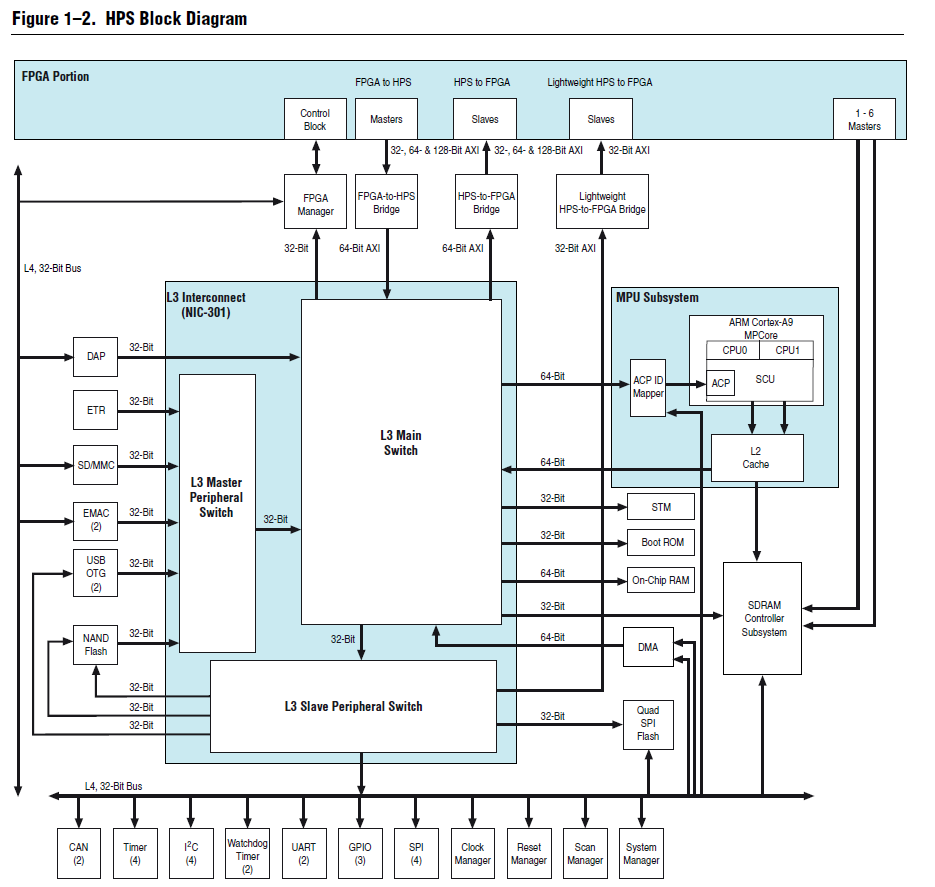 Figure 1–2. HPS Block Diagram
FPGA Portion
FPGA to HPS
HPS to FPGA
Lightweight HPS to FPGA
Control
Block
Masters
Slaves
Slaves
1 - 6
Masters
32-, 64- & 128-Bit AXI
32-, 64- & 128-Bit AXI
32-Bit AXI
FPGA
Manager
FPGA-to-HPS
Bridge
HPS-to-FPGA
Bridge
Lightweight
HPS-to-FPGA Bridge
32-Bit
64-Bit AXI
64-Bit AXI
32-Bit AXI
L4, 32-Bit Bus
L3 Interconnect
(NIC-301)
MPU Subsystem
ARM Cortex-A9
MPCore
CPU0
CPU1
ACP ID
Mapper
ACP
SCU
L2
Cache
DAP
32-Bit
ETR
32-Bit
SD/MMC
32-Bit
EMAC
(2)
32-Bit
USB
OTG
(2)
32-Bit
NAND
Flash
32-Bit
32-Bit
32-Bit
32-Bit
L3 Master
Peripheral
Switch
32-Bit
L3 Main
Switch
64-Bit
64-Bit
32-Bit
STM
32-Bit
Boot ROM
64-Bit
On-Chip RAM
32-Bit
SDRAM
Controller
Subsystem
32-Bit
64-Bit
DMA
L3 Slave Peripheral Switch
32-Bit
Quad
SPI
Flash
L4, 32-Bit Bus
CAN
(2)
Timer
(4)
I²C
(4)
Watchdog
Timer
(2)
UART
(2)
GPIO
(3)
SPI
(4)
Clock
Manager
Reset
Manager
Scan
Manager
System
Manager